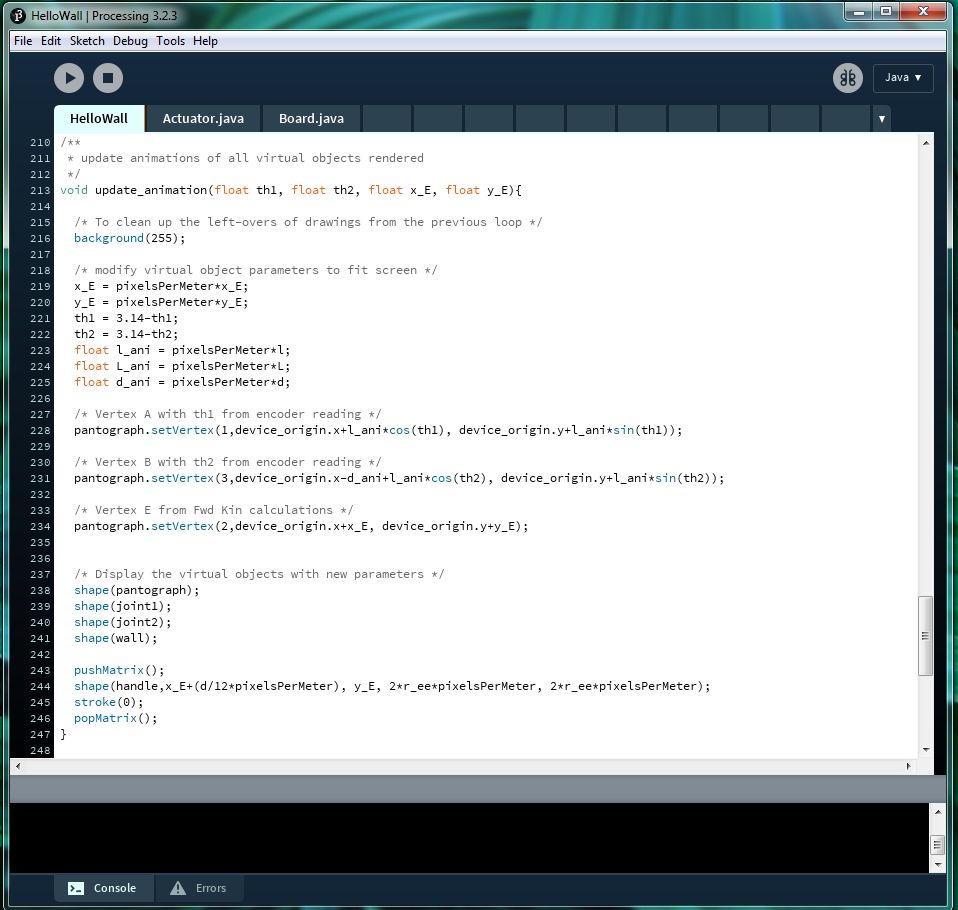 HelloWall | Processing 3.2.3
File Edit Sketch Debug Tools Help
Java ▼
HelloWall Actuator.java Board.java ▼
210 /**
211  * update animations of all virtual objects rendered
212  */
213 void update_animation(float th1, float th2, float x_E, float y_E){
214
215   /* To clean up the left-overs of drawings from the previous loop */
216   background(255);
217
218   /* modify virtual object parameters to fit screen */
219   x_E = pixelsPerMeter*x_E;
220   y_E = pixelsPerMeter*y_E;
221   th1 = 3.14-th1;
222   th2 = 3.14-th2;
223   float l_ani = pixelsPerMeter*l;
224   float L_ani = pixelsPerMeter*L;
225   float d_ani = pixelsPerMeter*d;
226
227   /* Vertex A with th1 from encoder reading */
228   pantograph.setVertex(1,device_origin.x+l_ani*cos(th1), device_origin.y+l_ani*sin(th1));
229
230   /* Vertex B with th2 from encoder reading */
231   pantograph.setVertex(3,device_origin.x-d_ani+l_ani*cos(th2), device_origin.y+l_ani*sin(th2));
232
233   /* Vertex E from Fwd Kin calculations */
234   pantograph.setVertex(2,device_origin.x+x_E, device_origin.y+y_E);
235
236
237   /* Display the virtual objects with new parameters */
238   shape(pantograph);
239   shape(joint1);
240   shape(joint2);
241   shape(wall);
242
243   pushMatrix();
244   shape(handle,x_E+(d/12*pixelsPerMeter), y_E, 2*r_ee*pixelsPerMeter, 2*r_ee*pixelsPerMeter);
245   stroke(0);
246   popMatrix();
247 }
248
Console Errors